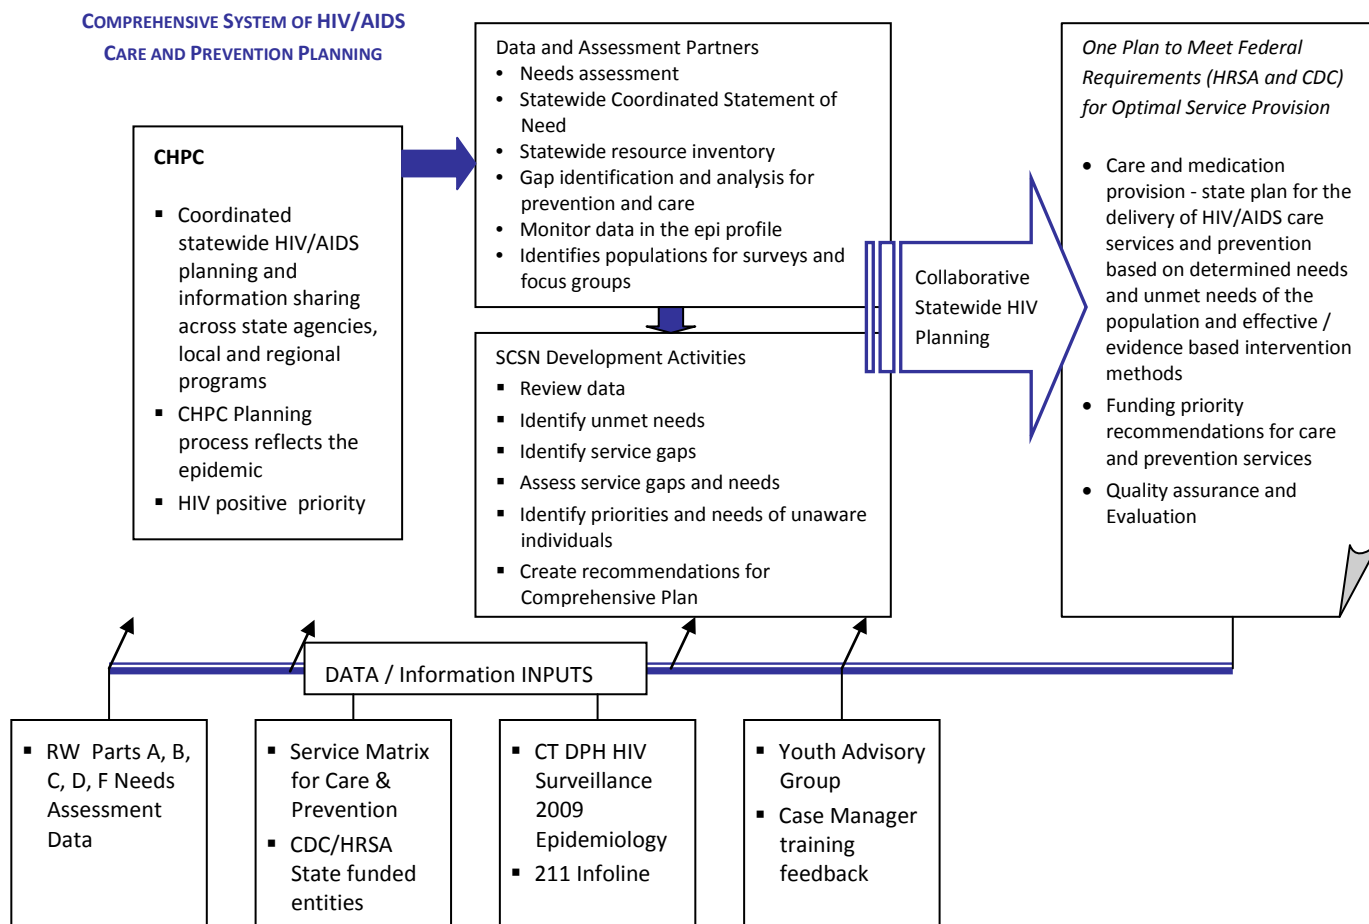 COMPREHENSIVE SYSTEM OF HIV/AIDS
CARE AND PREVENTION PLANNING
CHPC
▪ Coordinated
statewide HIV/AIDS
planning and
information sharing
across state agencies,
local and regional
programs
▪ CHPC Planning
process reflects the
epidemic
▪ HIV positive priority
Data and Assessment Partners
• Needs assessment
• Statewide Coordinated Statement of
Need
• Statewide resource inventory
• Gap identification and analysis for
prevention and care
• Monitor data in the epi profile
• Identifies populations for surveys and
focus groups
SCSN Development Activities
▪ Review data
▪ Identify unmet needs
▪ Identify service gaps
▪ Assess service gaps and needs
▪ Identify priorities and needs of unaware
individuals
▪ Create recommendations for
Comprehensive Plan
Collaborative
Statewide HIV
Planning
One Plan to Meet Federal
Requirements (HRSA and CDC)
for Optimal Service Provision
• Care and medication
provision - state plan for the
delivery of HIV/AIDS care
services and prevention
based on determined needs
and unmet needs of the
population and effective /
evidence based intervention
methods
• Funding priority
recommendations for care
and prevention services
• Quality assurance and
Evaluation
DATA / Information INPUTS
▪ RW Parts A, B,
C, D, F Needs
Assessment
Data
▪ Service Matrix
for Care &
Prevention
▪ CDC/HRSA
State funded
entities
▪ CT DPH HIV
Surveillance
2009
Epidemiology
▪ 211 Infoline
▪ Youth Advisory
Group
▪ Case Manager
training
feedback